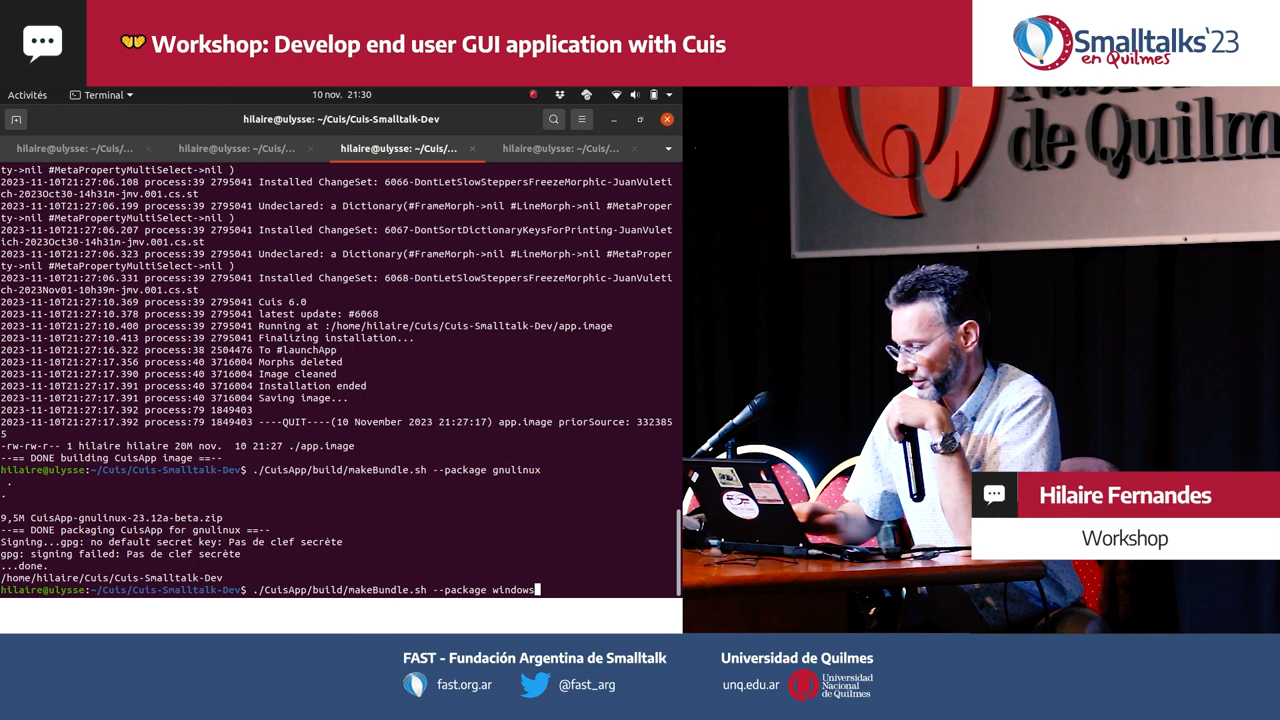 Workshop: Develop end user GUI application with Cuis
Smalltalks'23
en Quilmes
Activités
Terminal
10 nov. 21:30
hilaire@ulysse: ~/Cuis/Cuis-Smalltalk-Dev
hilaire@ulysse: ~/Cuis/...
hilaire@ulysse: ~/Cuis/...
hilaire@ulysse: ~/Cuis/...
hilaire@ulysse: ~/Cuis/...
ty->nil #MetaPropertyMultiSelect->nil )
2023-11-10T21:27:06.108 process:39 2795041 Installed ChangeSet: 6066-DontLetSlowSteppersFreezeMorphic-JuanVuleti
ch-2023Oct30-14h31m-jmv.001.cs.st
2023-11-10T21:27:06.199 process:39 2795041 Undeclared: a Dictionary(#FrameMorph->nil #LineMorph->nil #MetaProper
ty->nil #MetaPropertyMultiSelect->nil )
2023-11-10T21:27:06.207 process:39 2795041 Installed ChangeSet: 6067-DontSortDictionaryKeysForPrinting-JuanVulet
ich-2023Oct30-14h31m-jmv.001.cs.st
2023-11-10T21:27:06.323 process:39 2795041 Undeclared: a Dictionary(#FrameMorph->nil #LineMorph->nil #MetaProper
ty->nil #MetaPropertyMultiSelect->nil )
2023-11-10T21:27:06.331 process:39 2795041 Installed ChangeSet: 6068-DontLetSlowSteppersFreezeMorphic-JuanVuleti
ch-2023Nov01-10h39m-jmv.001.cs.st
2023-11-10T21:27:10.369 process:39 2795041 Cuis 6.0
2023-11-10T21:27:10.378 process:39 2795041 latest update: #6068
2023-11-10T21:27:10.400 process:39 2795041 Running at :/home/hilaire/Cuis/Cuis-Smalltalk-Dev/app.image
2023-11-10T21:27:10.413 process:39 2795041 Finalizing installation...
2023-11-10T21:27:16.322 process:38 2504476 To #launchApp
2023-11-10T21:27:17.356 process:40 3716004 Morphs deleted
2023-11-10T21:27:17.390 process:40 3716004 Image cleaned
2023-11-10T21:27:17.391 process:40 3716004 Installation ended
2023-11-10T21:27:17.391 process:40 3716004 Saving image...
2023-11-10T21:27:17.392 process:79 1849403
2023-11-10T21:27:17.392 process:79 1849403 ----QUIT----(10 November 2023 21:27:17) app.image priorSource: 332385
5
-rw-rw-r-- 1 hilaire hilaire 20M nov. 10 21:27 ./app.image
--== DONE building CuisApp image ==--
hilaire@ulysse:~/Cuis/Cuis-Smalltalk-Dev$ ./CuisApp/build/makeBundle.sh --package gnulinux
.
.
9,5M CuisApp-gnulinux-23.12a-beta.zip
--== DONE packaging CuisApp for gnulinux ==--
Signing...gpg: no default secret key: Pas de clef secrète
gpg: signing failed: Pas de clef secrète
...done.
/home/hilaire/Cuis/Cuis-Smalltalk-Dev
hilaire@ulysse:~/Cuis/Cuis-Smalltalk-Dev$ ./CuisApp/build/makeBundle.sh --package windows
de Quilm
Hilaire Fernandes
Workshop
FAST - Fundación Argentina de Smalltalk
fast.org.ar
@fast_arg
Universidad de Quilmes
unq.edu.ar
Universidad
Nacional
de Quilmes